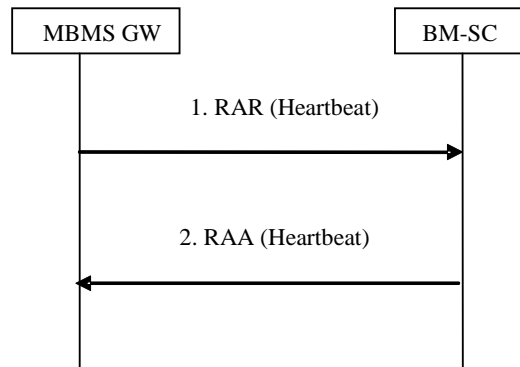 MBMS GW
BM-SC
1. RAR (Heartbeat)
2. RAA (Heartbeat)